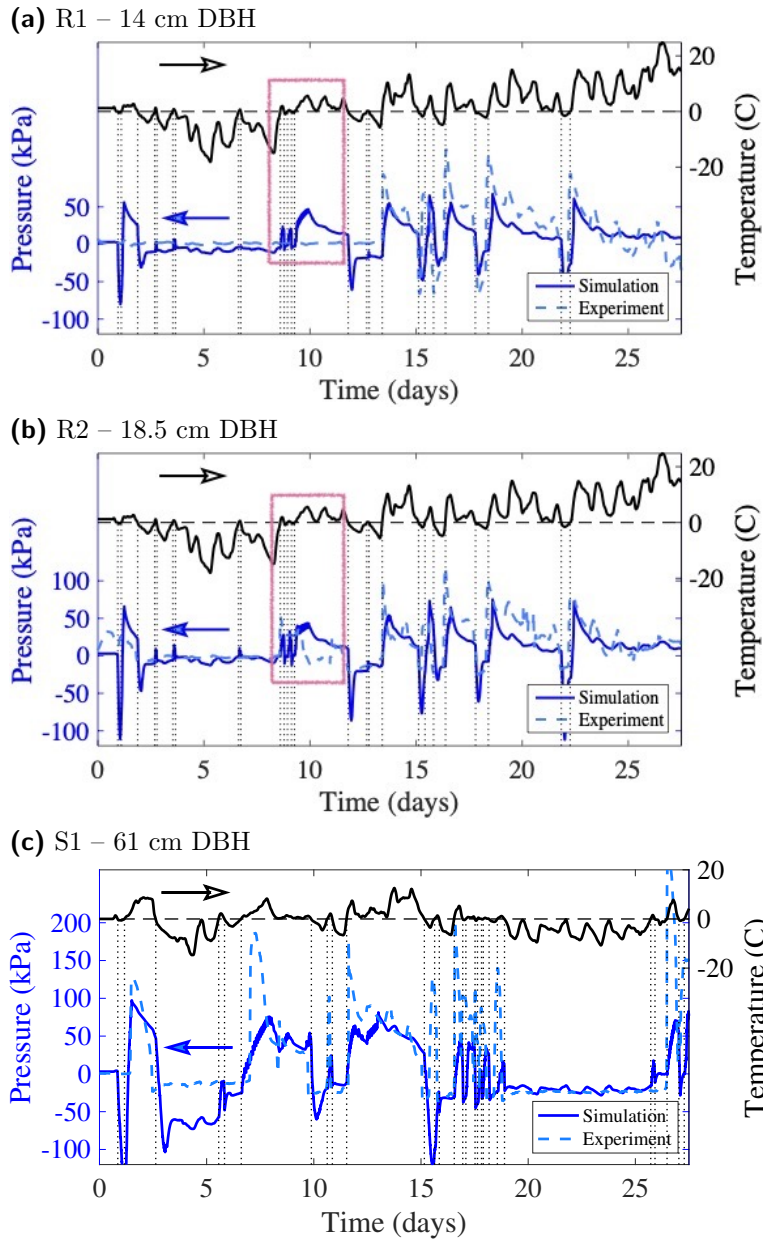 (a) R1 – 14 cm DBH
Pressure (kPa)
50
0
-50
-100
20
0
-20
Temperature (C)
Simulation
Experiment
0 5 10 15 20 25
Time (days)
(b) R2 – 18.5 cm DBH
Pressure (kPa)
100
50
0
-50
-100
20
0
-20
Temperature (C)
Simulation
Experiment
0 5 10 15 20 25
Time (days)
(c) S1 – 61 cm DBH
Pressure (kPa)
200
150
100
50
0
-50
-100
20
0
-20
Temperature (C)
Simulation
Experiment
0 5 10 15 20 25
Time (days)